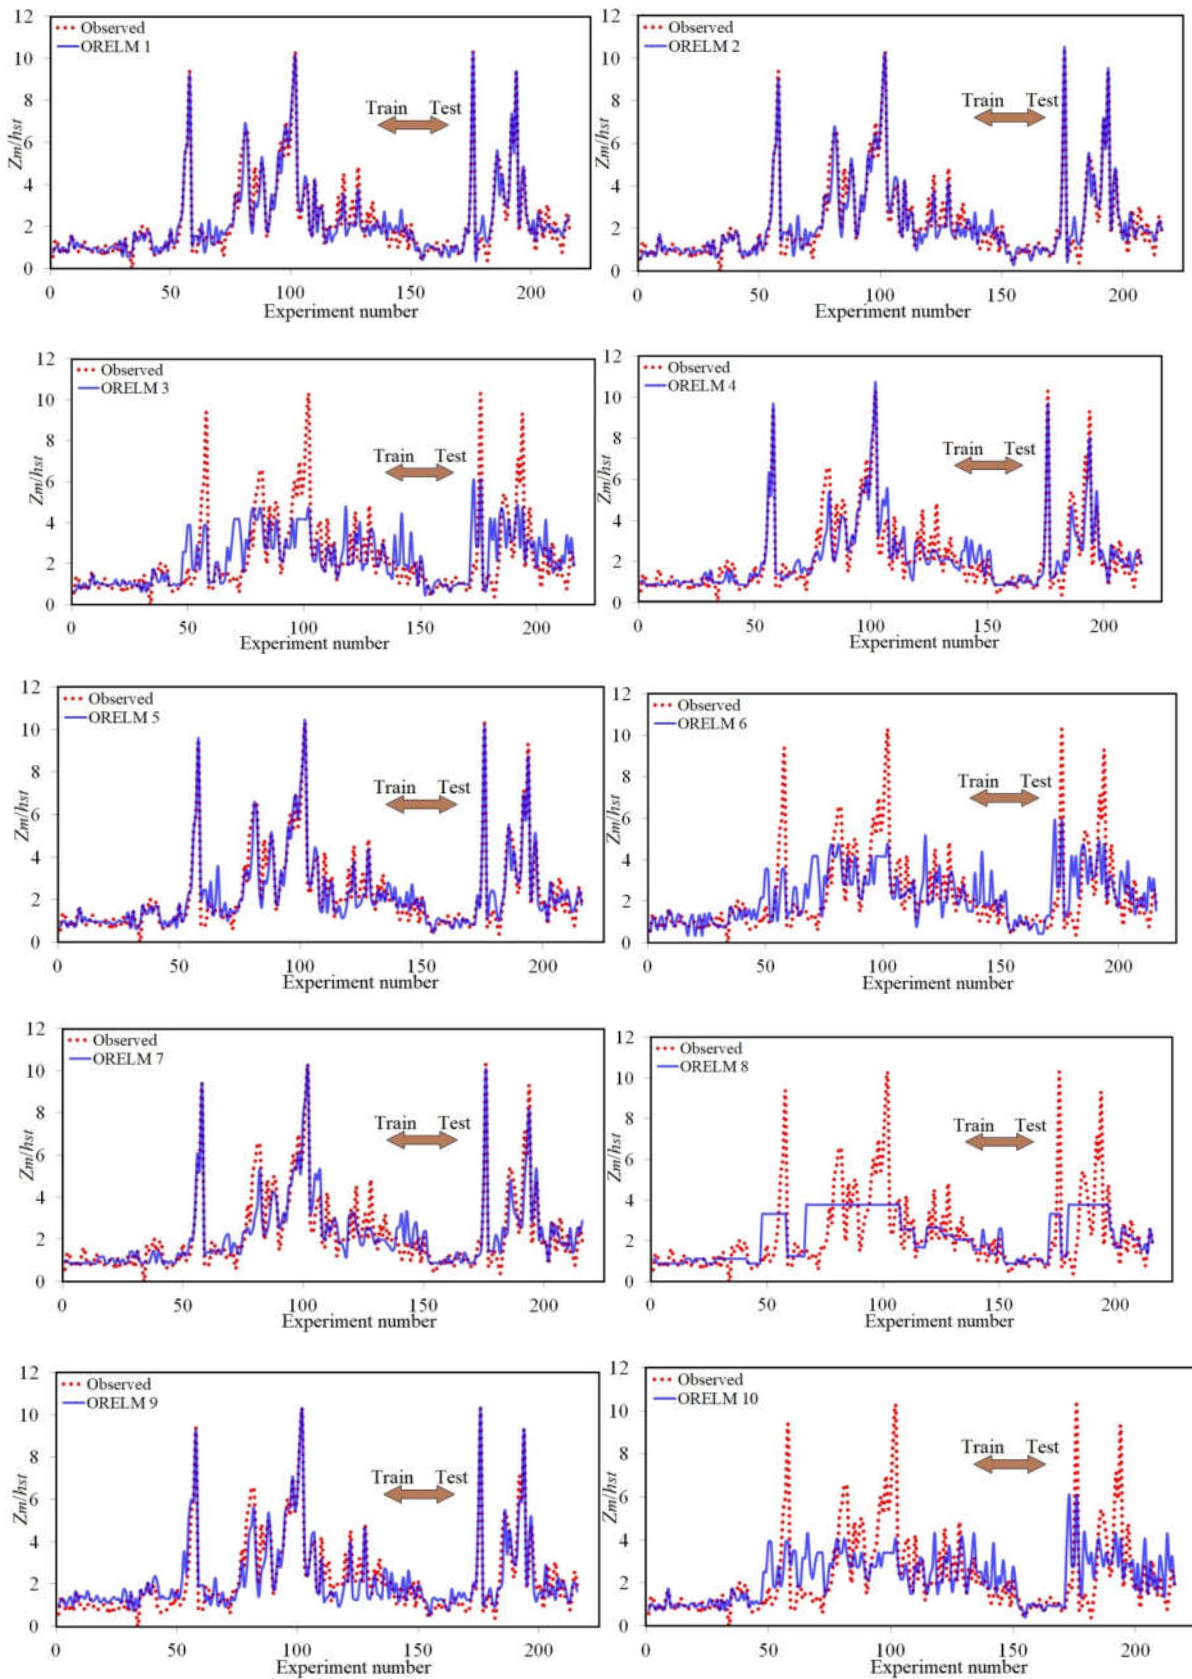 12
10
8
6
4
2
0
Zm/hst
Observed
ORELM 1
Train Test
0 50 100 150 200
Experiment number
12
10
8
6
4
2
0
Zm/hst
Observed
ORELM 2
Train Test
0 50 100 150 200
Experiment number
12
10
8
6
4
2
0
Zm/hst
Observed
ORELM 3
Train Test
0 50 100 150 200
Experiment number
12
10
8
6
4
2
0
Zm/hst
Observed
ORELM 4
Train Test
0 50 100 150 200
Experiment number
12
10
8
6
4
2
0
Zm/hst
Observed
ORELM 5
Train Test
0 50 100 150 200
Experiment number
12
10
8
6
4
2
0
Zm/hst
Observed
ORELM 6
Train Test
0 50 100 150 200
Experiment number
12
10
8
6
4
2
0
Zm/hst
Observed
ORELM 7
Train Test
0 50 100 150 200
Experiment number
12
10
8
6
4
2
0
Zm/hst
Observed
ORELM 8
Train Test
0 50 100 150 200
Experiment number
12
10
8
6
4
2
0
Zm/hst
Observed
ORELM 9
Train Test
0 50 100 150 200
Experiment number
12
10
8
6
4
2
0
Zm/hst
Observed
ORELM 10
Train Test
0 50 100 150 200
Experiment number